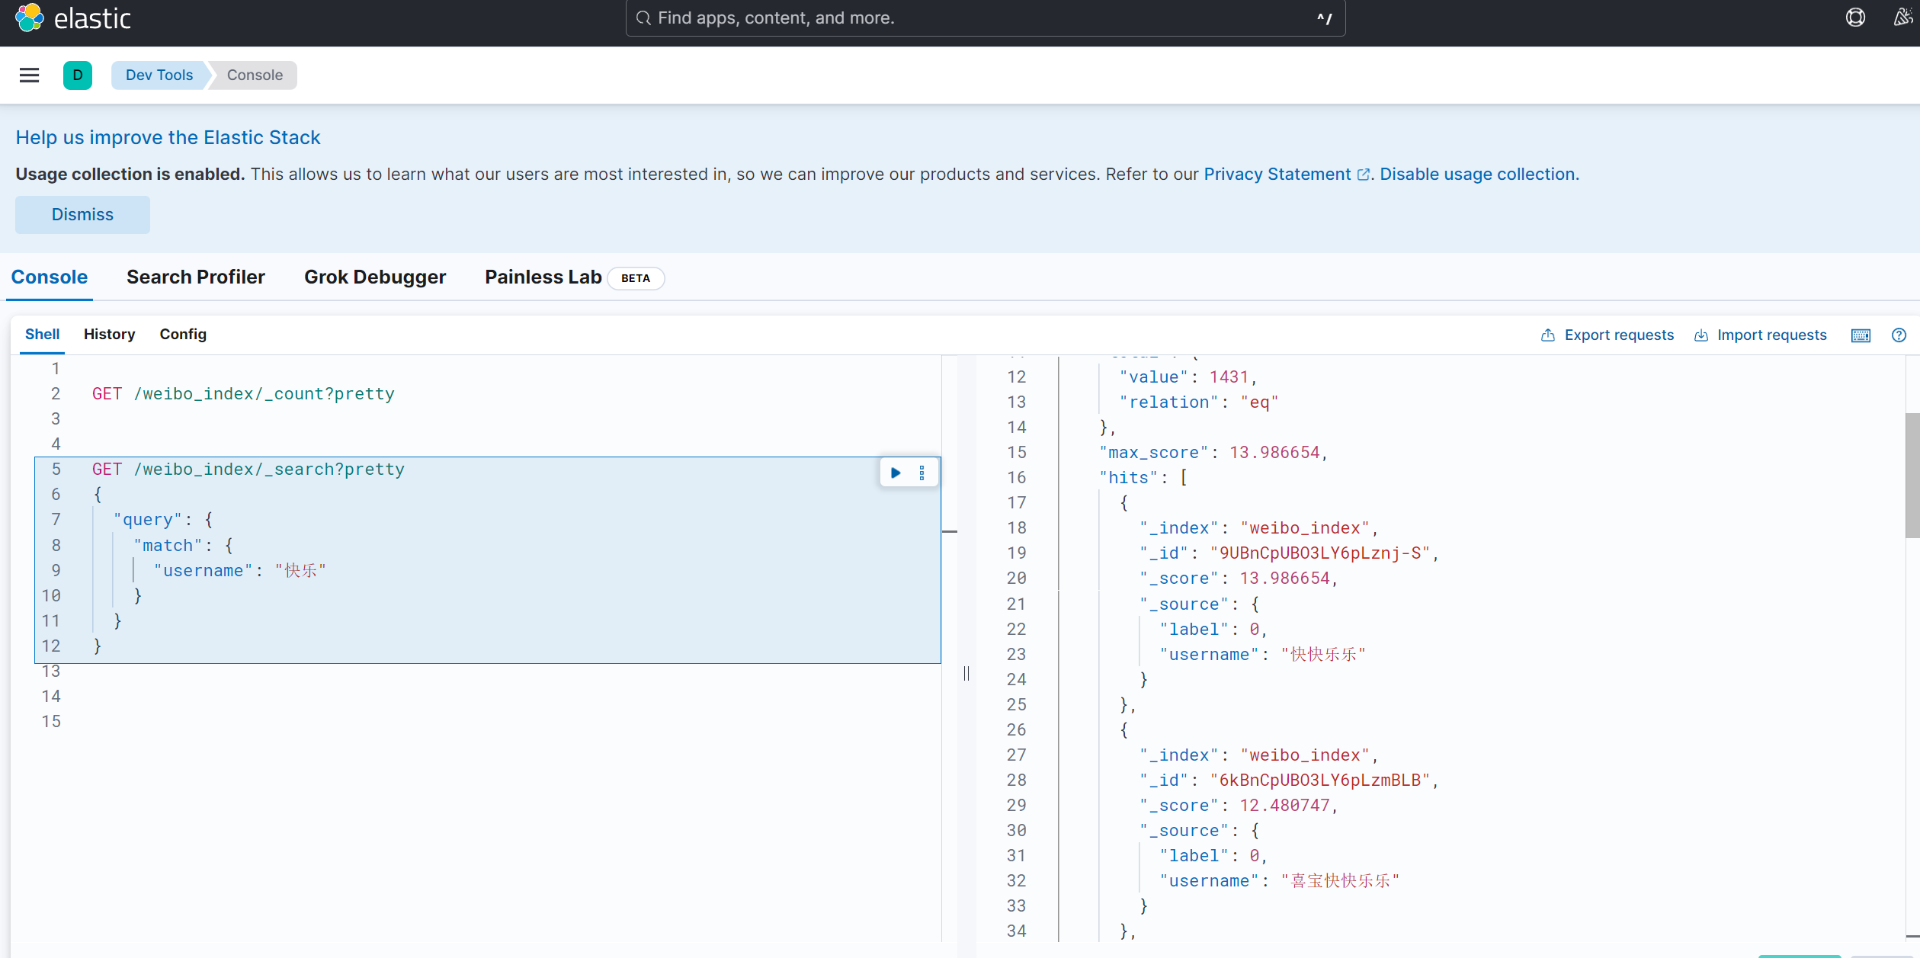 elastic
Find apps, content, and more.
^/
D
Dev Tools
Console
Help us improve the Elastic Stack
Usage collection is enabled. This allows us to learn what our users are most interested in, so we can improve our products and services. Refer to our Privacy Statement. Disable usage collection.
Dismiss
Console
Search Profiler
Grok Debugger
Painless Lab
BETA
Shell
History
Config
Export requests
Import requests
1
2 GET /weibo_index/_count?pretty
3
4
5 GET /weibo_index/_search?pretty
6 {
7 "query": {
8 "match": {
9 "username": "快乐"
10 }
11 }
12 }
13
14
15
12 "value": 1431,
13 "relation": "eq"
14 },
15 "max_score": 13.986654,
16 "hits": [
17 {
18 "_index": "weibo_index",
19 "_id": "9UBnCpUBO3LY6pLznj-S",
20 "_score": 13.986654,
21 "_source": {
22 "label": 0,
23 "username": "快快乐乐"
24 }
25 },
26 {
27 "_index": "weibo_index",
28 "_id": "6kBnCpUBO3LY6pLzmBLB",
29 "_score": 12.480747,
30 "_source": {
31 "label": 0,
32 "username": "喜宝快快乐乐"
33 }
34 },